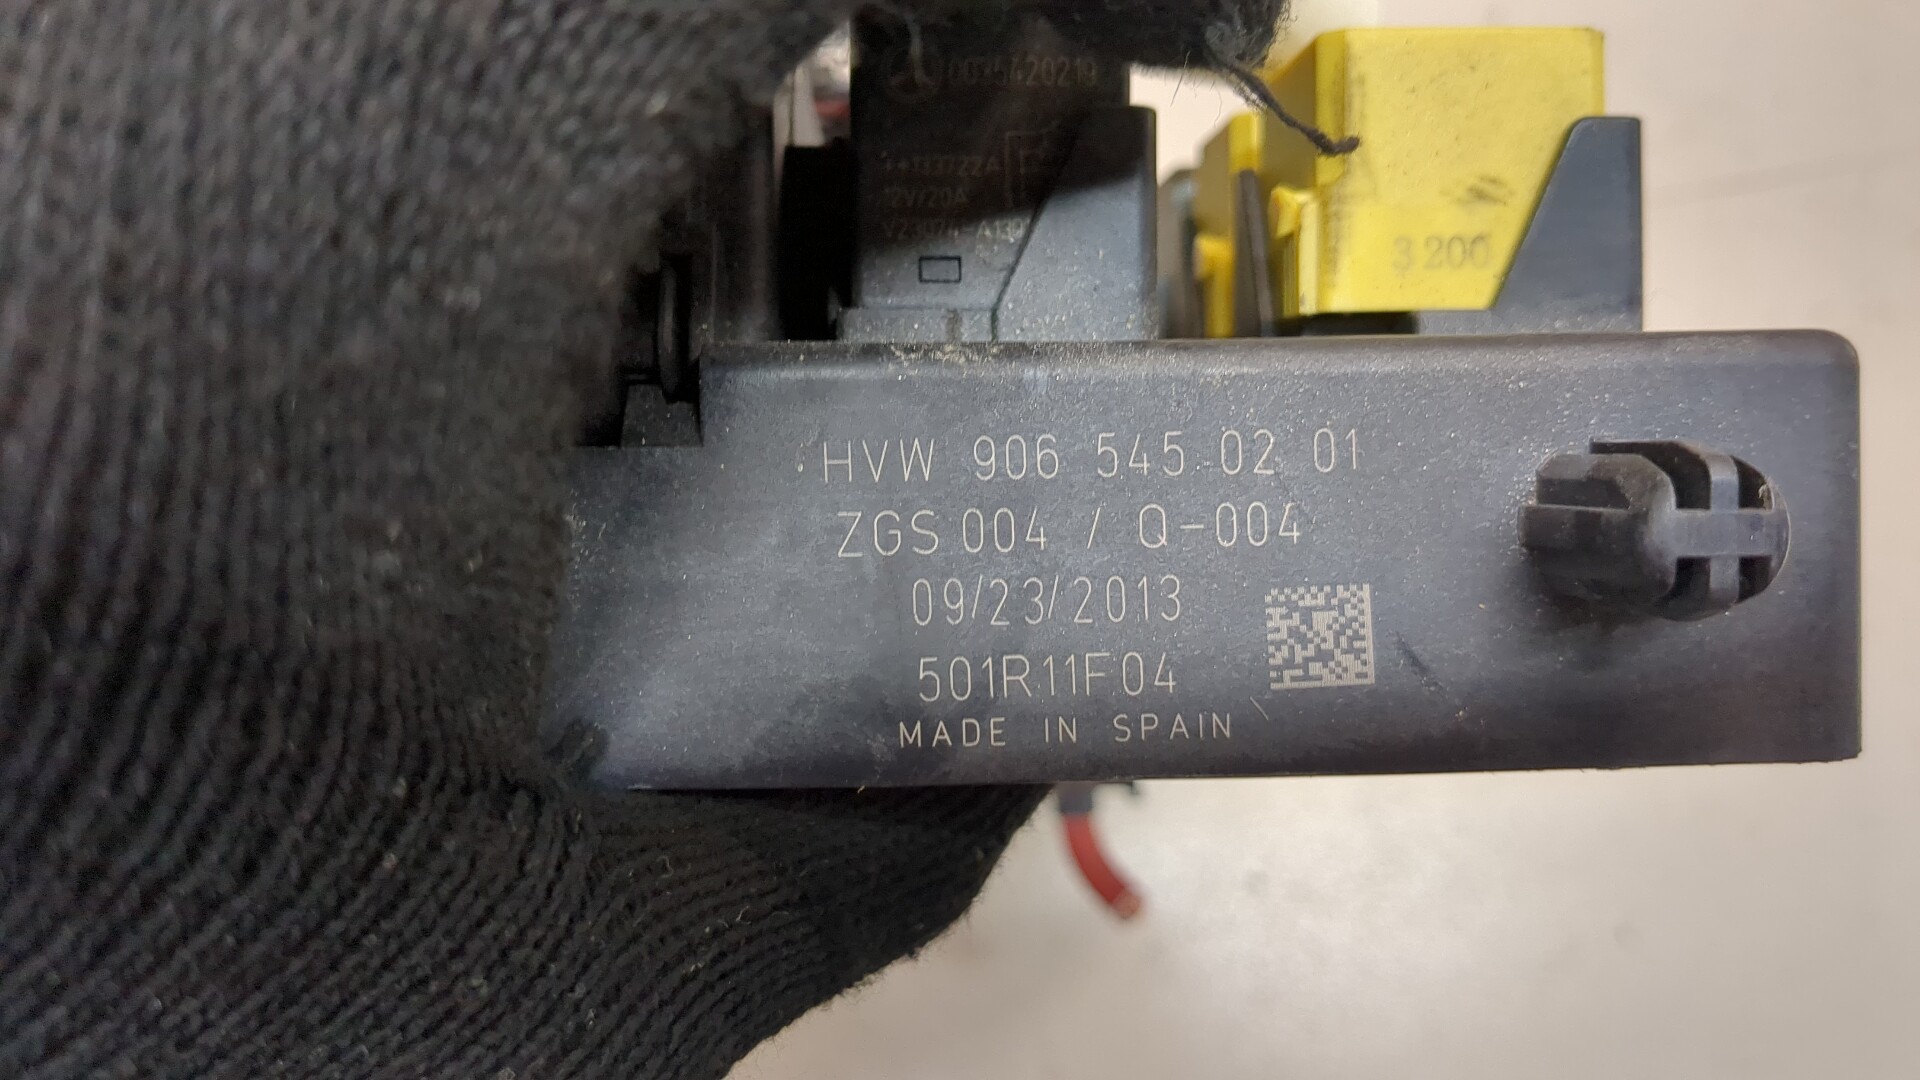 12V/20A
3 200
HVW 906 545 02 01
ZGS 004 / Q-004
09/23/2013
501R11F04
MADE IN SPAIN